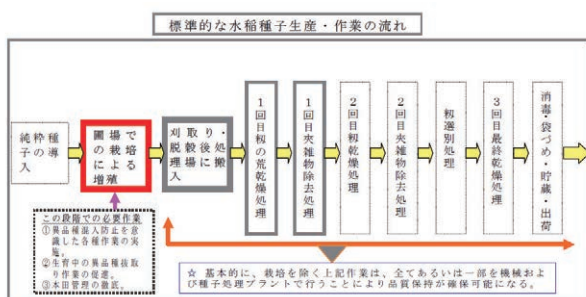 標準的な水稲種子生産・作業の流れ
純粋種
子導
の入
圃場で
の栽培
による
増殖
刈取り・
脱穀後処
理場に搬
入
1回目籾の荒乾燥処理
1回目夾雑物除去処理
2回目籾乾燥処理
2回目夾雑物除去処理
籾選別処理
3回目最終乾燥処理
消毒・袋づめ・貯蔵・出荷
この段階での必要作業
①異品種混入防止を意
識した各種作業の実
施。
②生育中の異品種抜取
り作業の促進。
③本田管理の徹底。
☆ 基本的に、栽培を除く上記作業は、全てあるいは一部を機械およ
び種子処理プラントで行うことにより品質保持が確保可能になる。